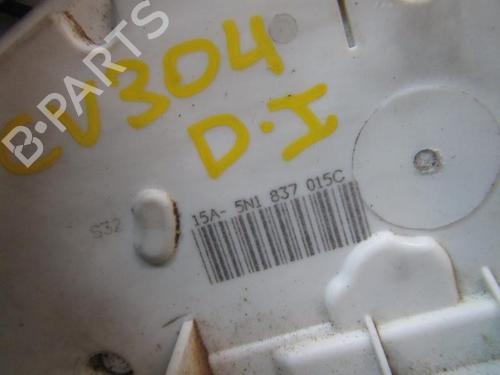 B-PARTS
CV304
D.I
15A- 5N1 837 015C
S32